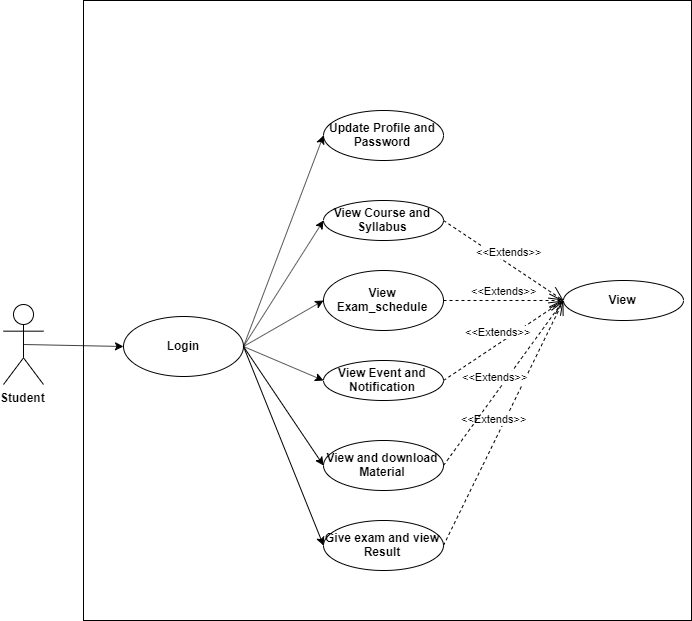 Update Profile and
Password
View Course and
Syllabus
<<Extends>>
View
Exam_schedule
<<Extends>>
View
Login
<<Extends>>
View Event and
Notification
<<Extends>>
Student
<<Extends>>
View and download
Material
Give exam and view
Result